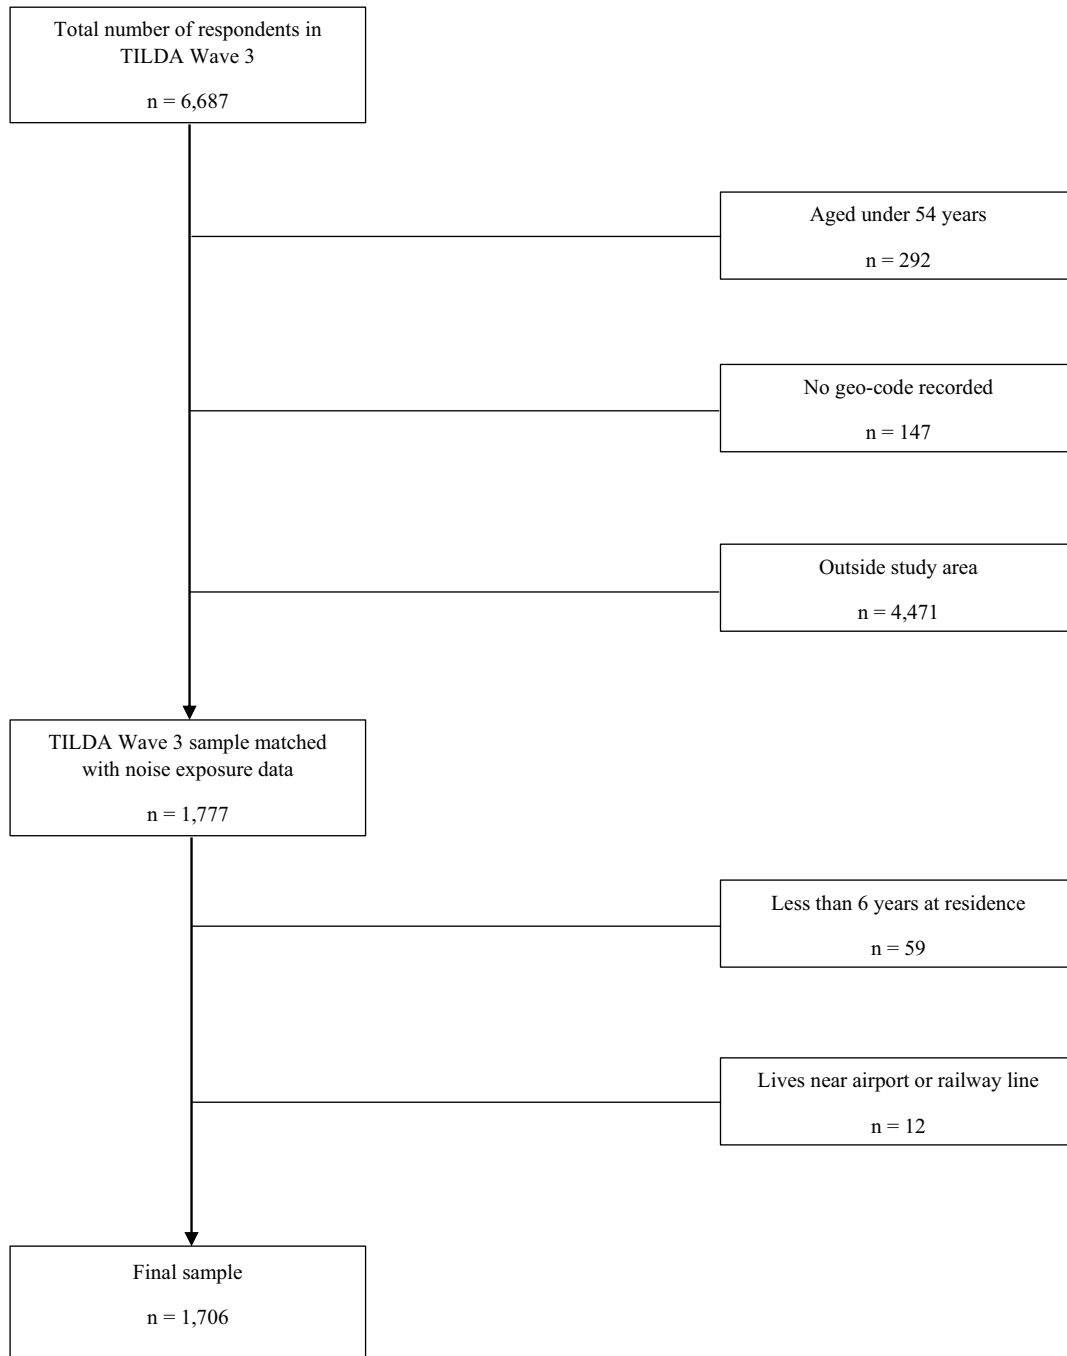 Total number of respondents in
TILDA Wave 3
n = 6,687
Aged under 54 years
n = 292
No geo-code recorded
n = 147
Outside study area
n = 4,471
TILDA Wave 3 sample matched
with noise exposure data
n = 1,777
Less than 6 years at residence
n = 59
Lives near airport or railway line
n = 12
Final sample
n = 1,706